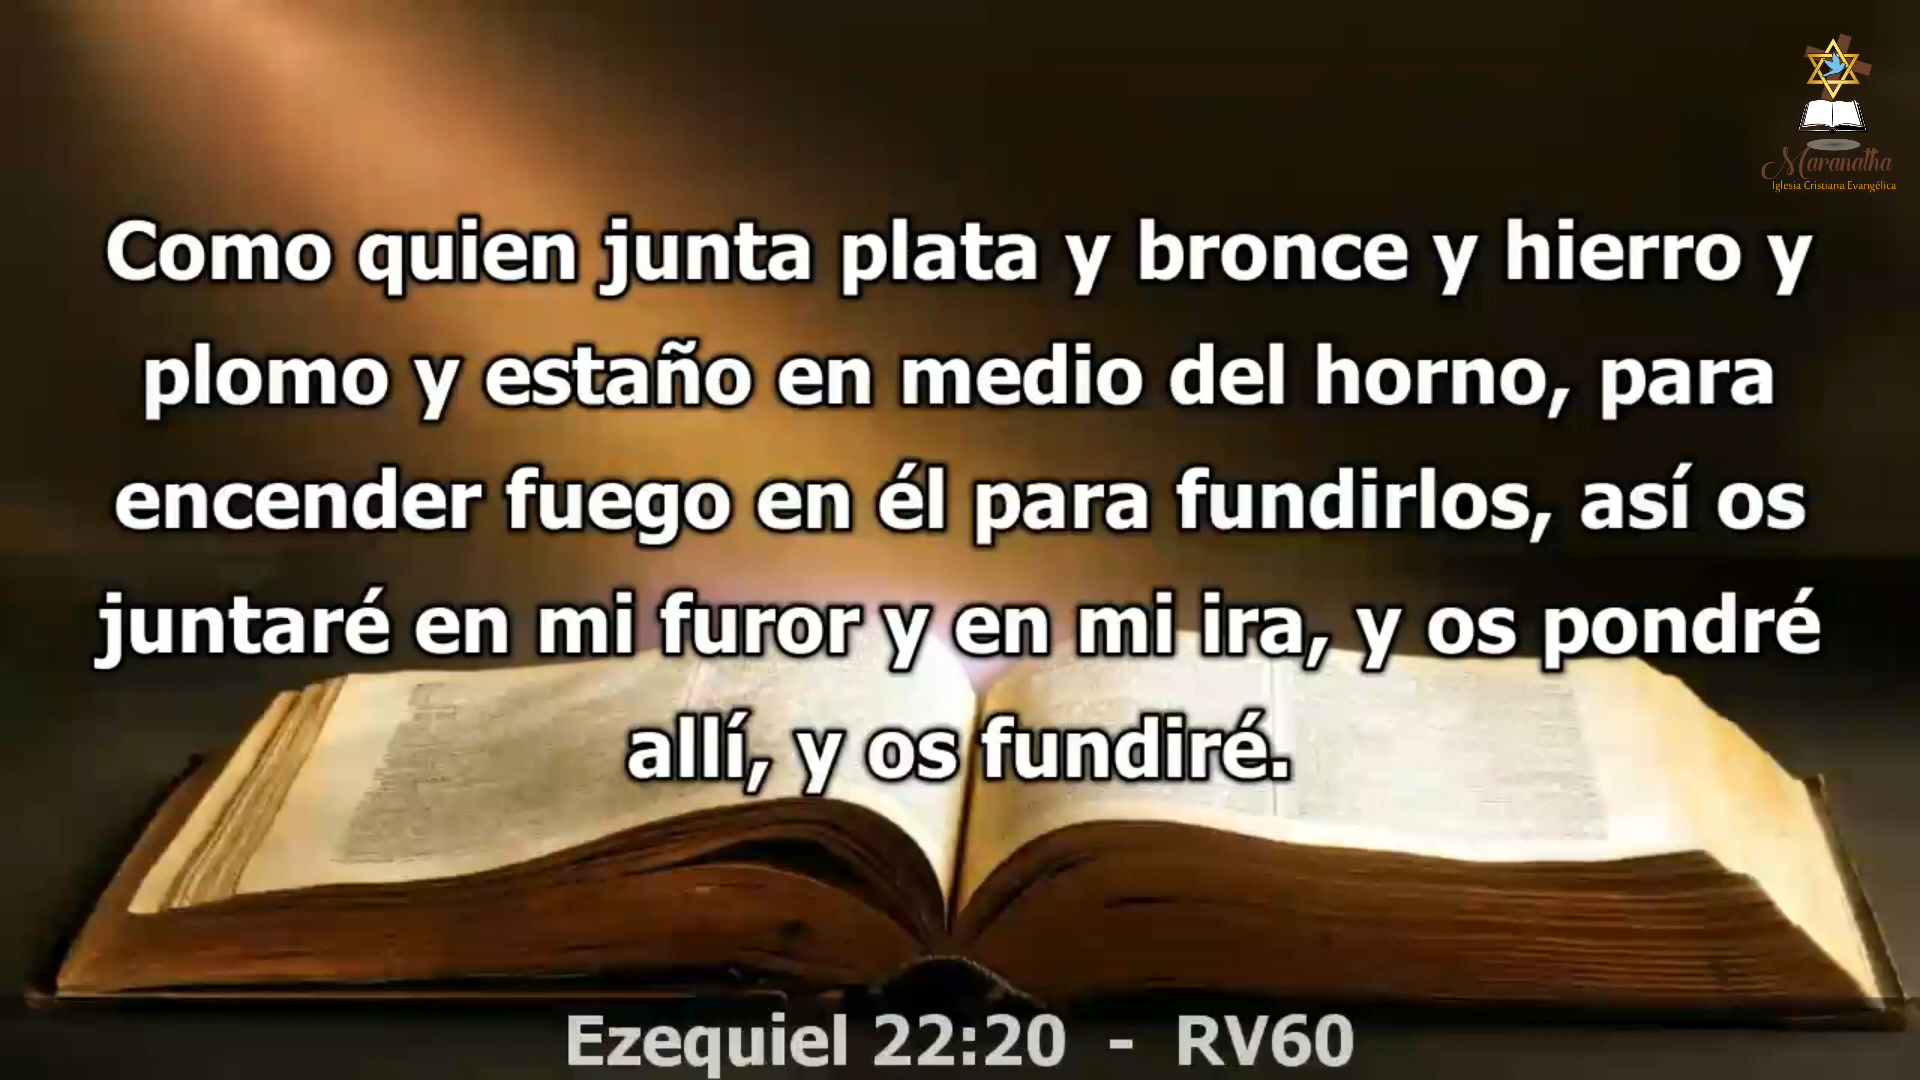 Maranatha
Iglesia Cristiana Evangélica
Como quien junta plata y bronce y hierro y
plomo y estaño en medio del horno, para
encender fuego en él para fundirlos, así os
juntaré en mi furor y en mi ira, y os pondré
allí, y os fundiré.
Ezequiel 22:20 - RV60